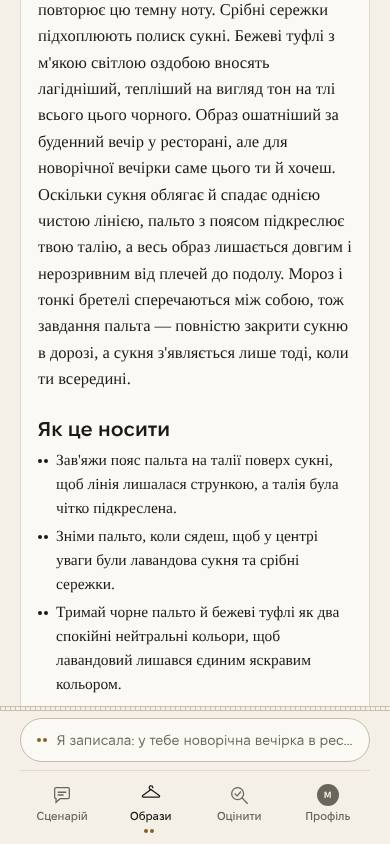 повторює цю темну ноту. Срібні сережки
підхоплюють полиск сукні. Бежеві туфлі з
м'якою світлою оздобою вносять
лагідніший, тепліший на вигляд тон на тлі
всього цього чорного. Образ ошатніший за
буденний вечір у ресторані, але для
новорічної вечірки саме цього ти й хочеш.
Оскільки сукня облягає й спадає однією
чистою лінією, пальто з поясом підкреслює
твою талію, а весь образ лишається довгим і
нерозривним від плечей до подолу. Мороз і
тонкі бретелі сперечаються між собою, тож
завдання пальта — повністю закрити сукню
в дорозі, а сукня з'являється лише тоді, коли
ти всередині.
Як це носити
Зав'яжи пояс пальта на талії поверх сукні,
щоб лінія лишалася стрункою, а талія була
чітко підкреслена.
Зніми пальто, коли сядеш, щоб у центрі
уваги були лавандова сукня та срібні
сережки.
Тримай чорне пальто й бежеві туфлі як два
спокійні нейтральні кольори, щоб
лавандовий лишався єдиним яскравим
кольором.
Я записала: у тебе новорічна вечірка в рес...
Сценарій
Образи
Оцінити
М
Профіль